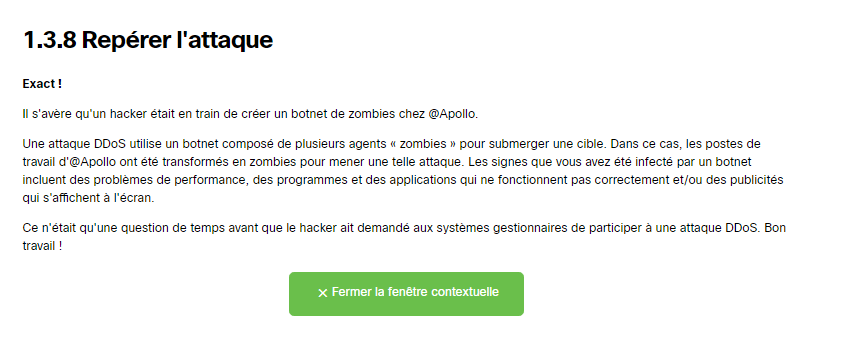 1.3.8 Repérer l'attaque
Exact !
Il s'avère qu'un hacker était en train de créer un botnet de zombies chez @Apollo.
Une attaque DDoS utilise un botnet composé de plusieurs agents « zombies » pour submerger une cible. Dans ce cas, les postes de
travail d'@Apollo ont été transformés en zombies pour mener une telle attaque. Les signes que vous avez été infecté par un botnet
incluent des problèmes de performance, des programmes et des applications qui ne fonctionnent pas correctement et/ou des publicités
qui s'affichent à l'écran.
Ce n'était qu'une question de temps avant que le hacker ait demandé aux systèmes gestionnaires de participer à une attaque DDoS. Bon
travail !
× Fermer la fenêtre contextuelle